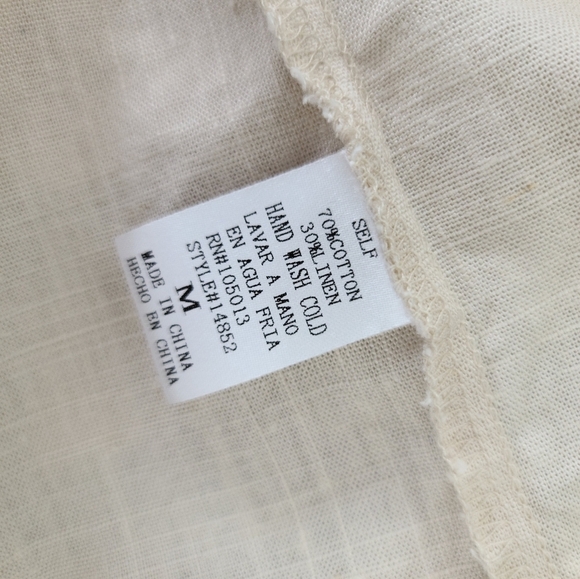 SELF
70%COTTON
30%LINEN
HAND WASH COLD
LAVAR A MANO
EN AGUA FRIA
RN#105013
STYLE#14852
M
MADE IN CHINA
HECHO EN CHINA